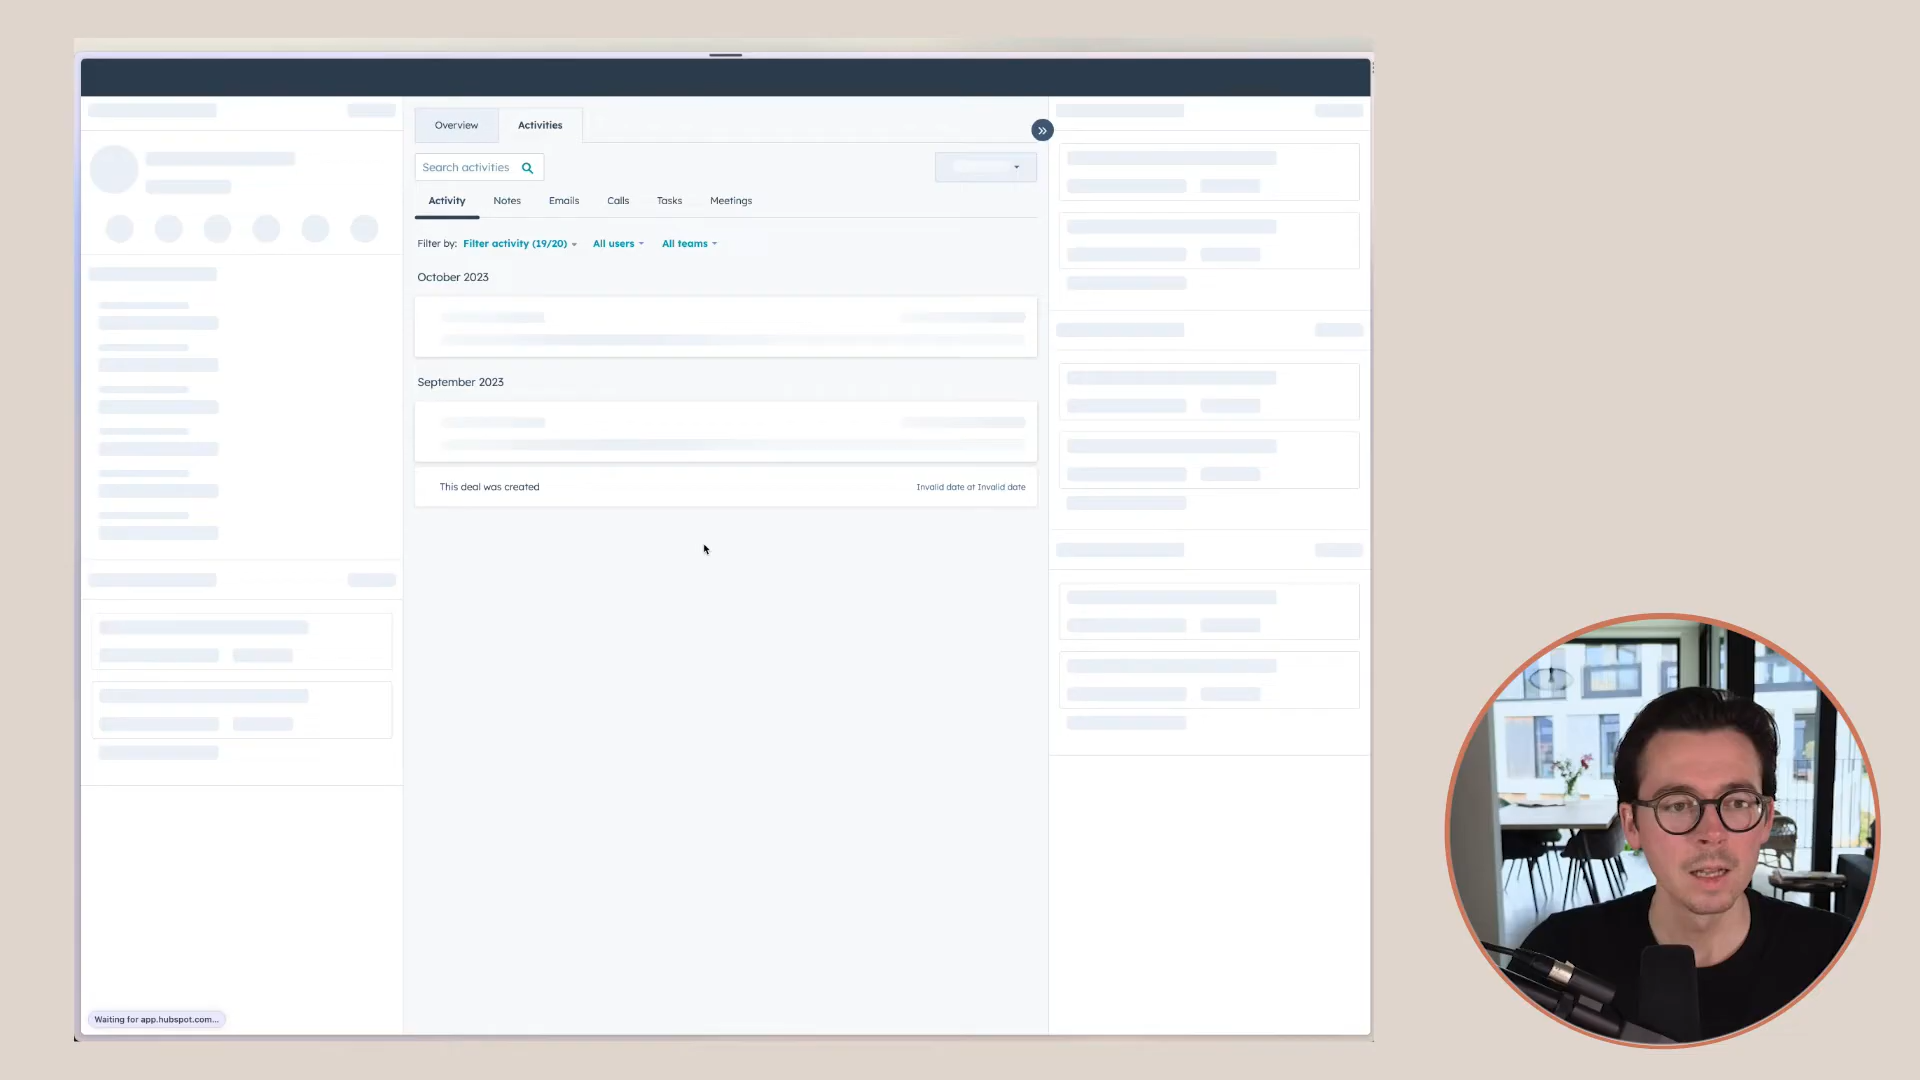 Overview Activities
Search activities
Activity Notes Emails Calls Tasks Meetings
Filter by: Filter activity (19/20) All users All teams
October 2023
September 2023
This deal was created Invalid date at Invalid date
Waiting for app.hubspot.com...